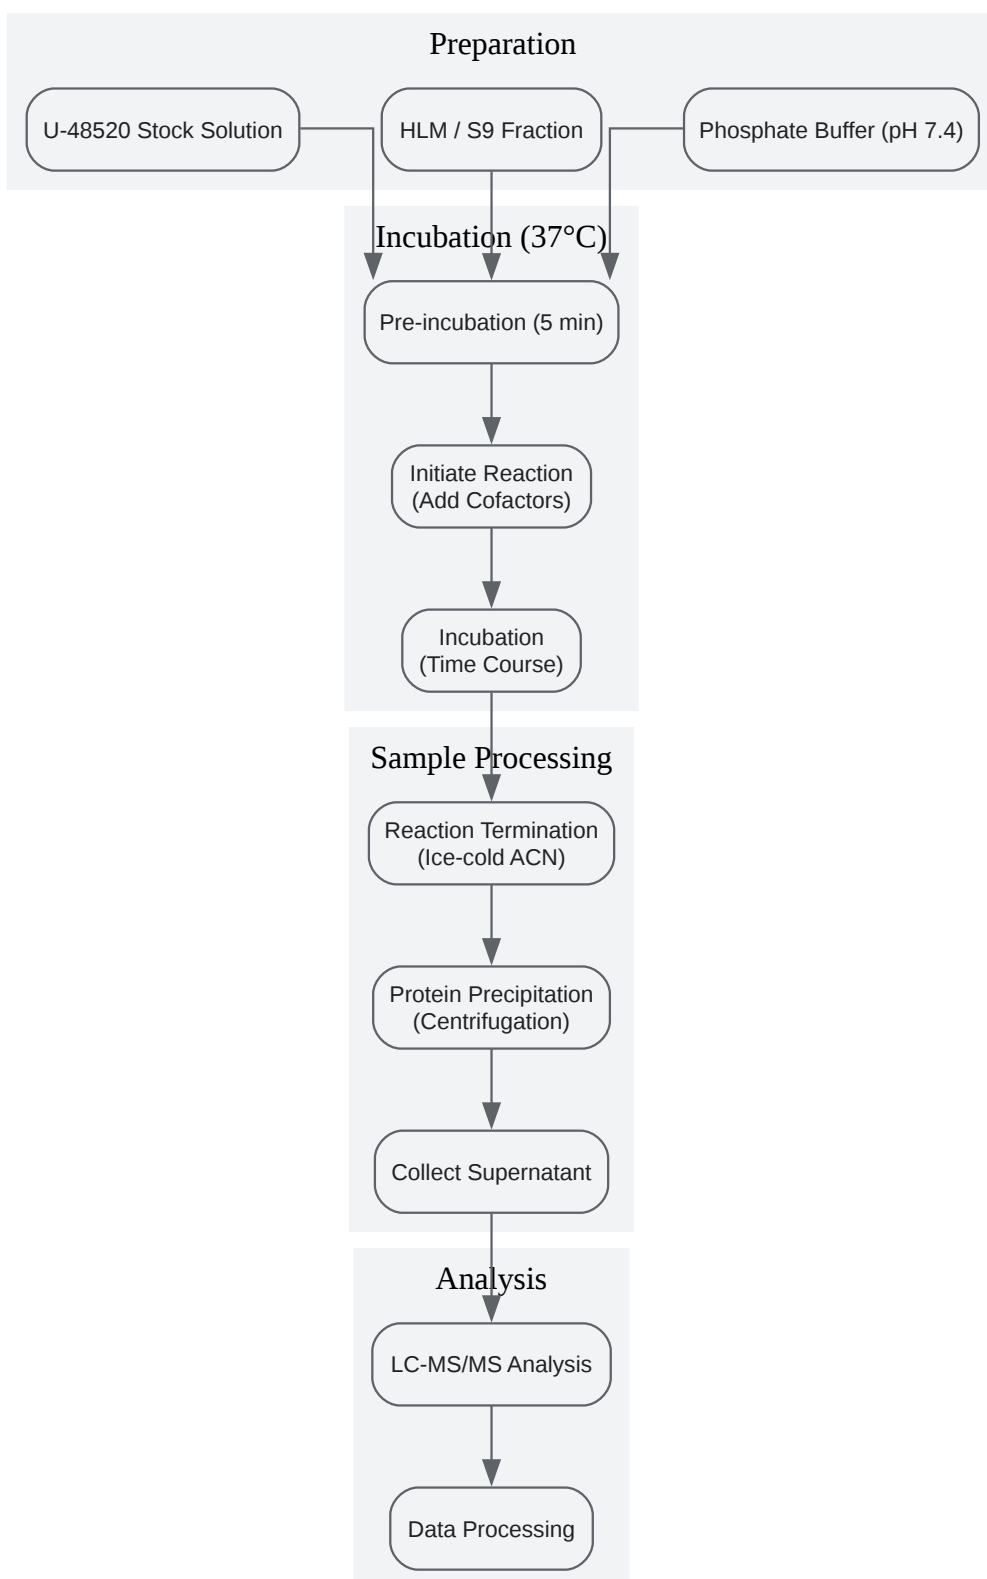 Preparation
U-48520 Stock Solution
HLM / S9 Fraction
Phosphate Buffer (pH 7.4)
Incubation (37°C)
Pre-incubation (5 min)
Initiate Reaction
(Add Cofactors)
Incubation
(Time Course)
Sample Processing
Reaction Termination
(Ice-cold ACN)
Protein Precipitation
(Centrifugation)
Collect Supernatant
Analysis
LC-MS/MS Analysis
Data Processing